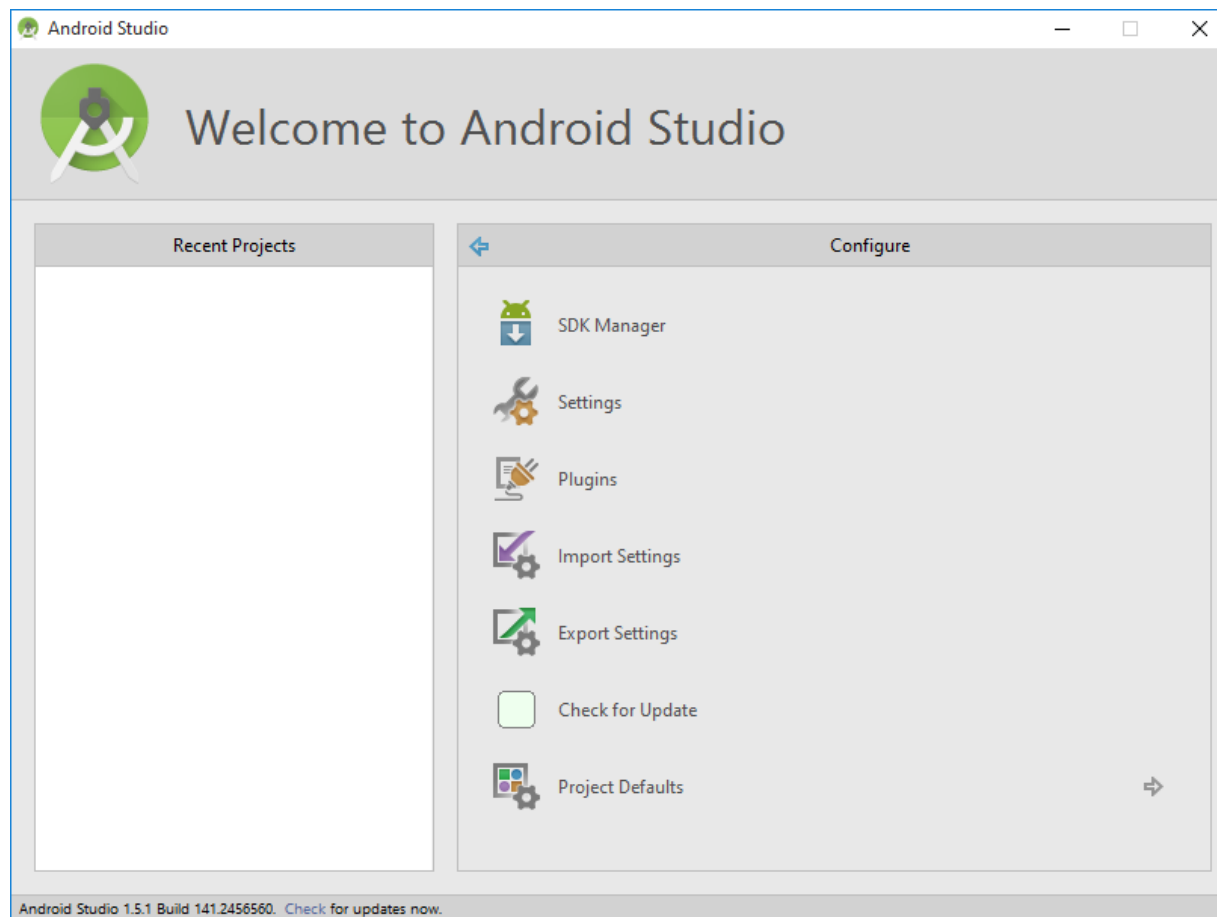 Android Studio
Welcome to Android Studio
Recent Projects
Configure
SDK Manager
Settings
Plugins
Import Settings
Export Settings
Check for Update
Project Defaults
Android Studio 1.5.1 Build 141.2456560. Check for updates now.